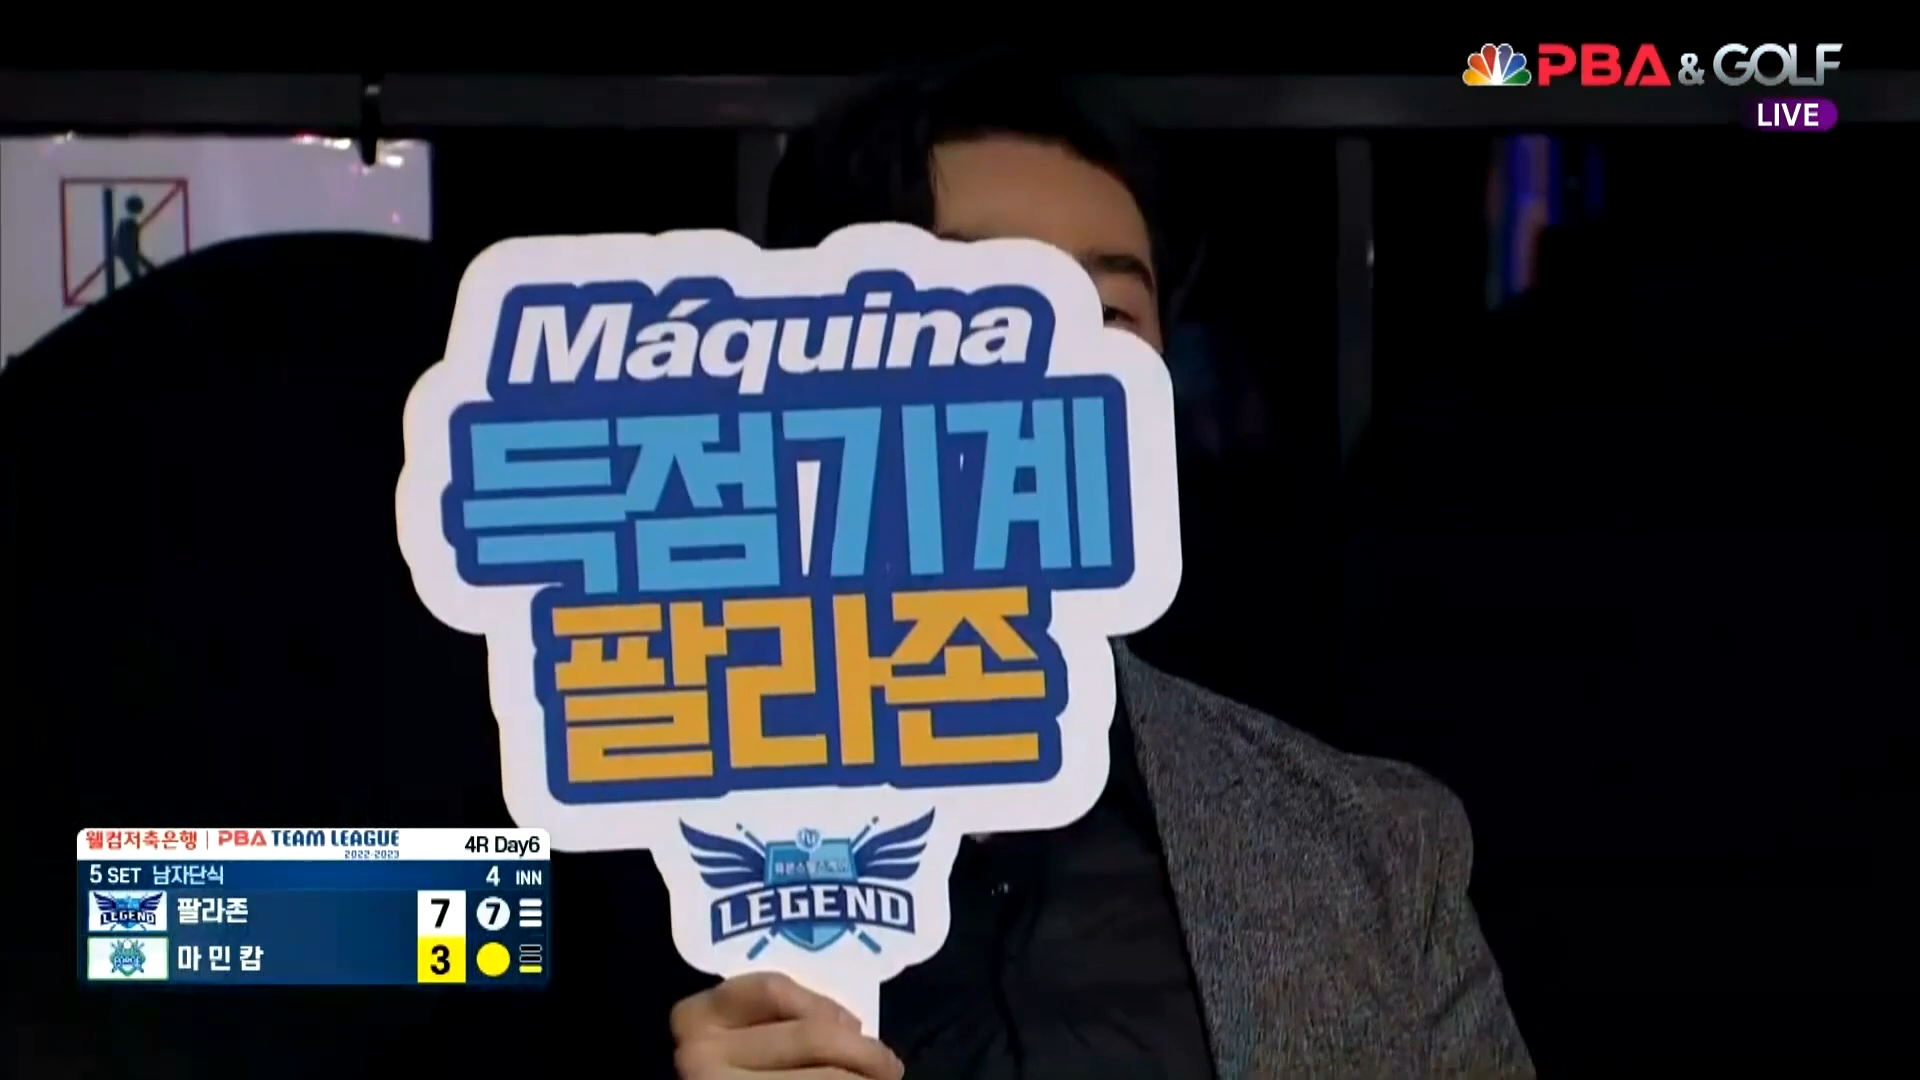 PBA & GOLF
LIVE
Máquina
득점기계
팔라존
LEGEND
웰컴저축은행 | PBA TEAM LEAGUE
2022-2023
4R Day6
5 SET 남자단식 4 INN
LEGEND 팔라존 7 7
마민캄 3